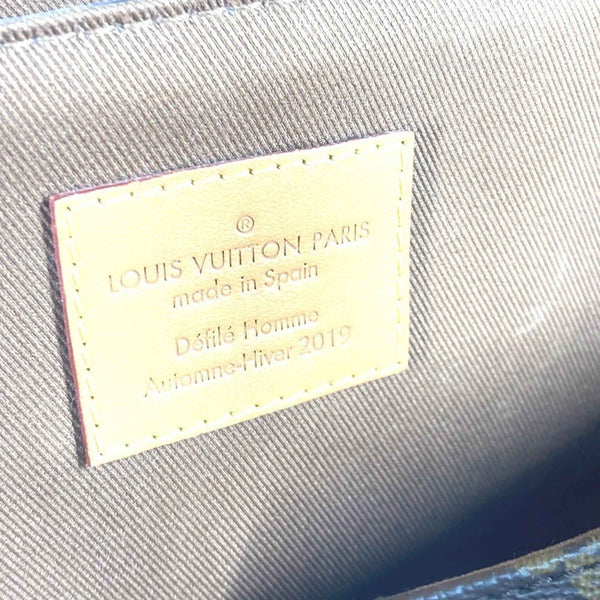 ®
LOUIS VUITTON PARIS
made in Spain
Défilé Homme
Automne-Hiver 2019